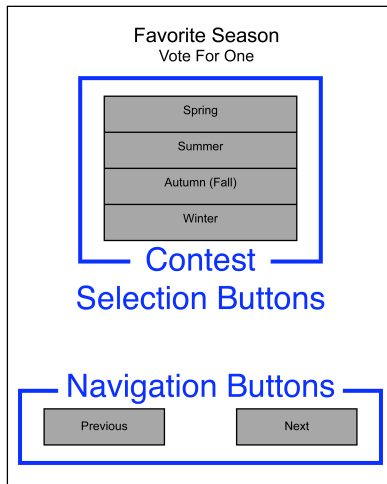 Favorite Season
Vote For One
Spring
Summer
Autumn (Fall)
Winter
Contest
Selection Buttons
Navigation Buttons
Previous
Next